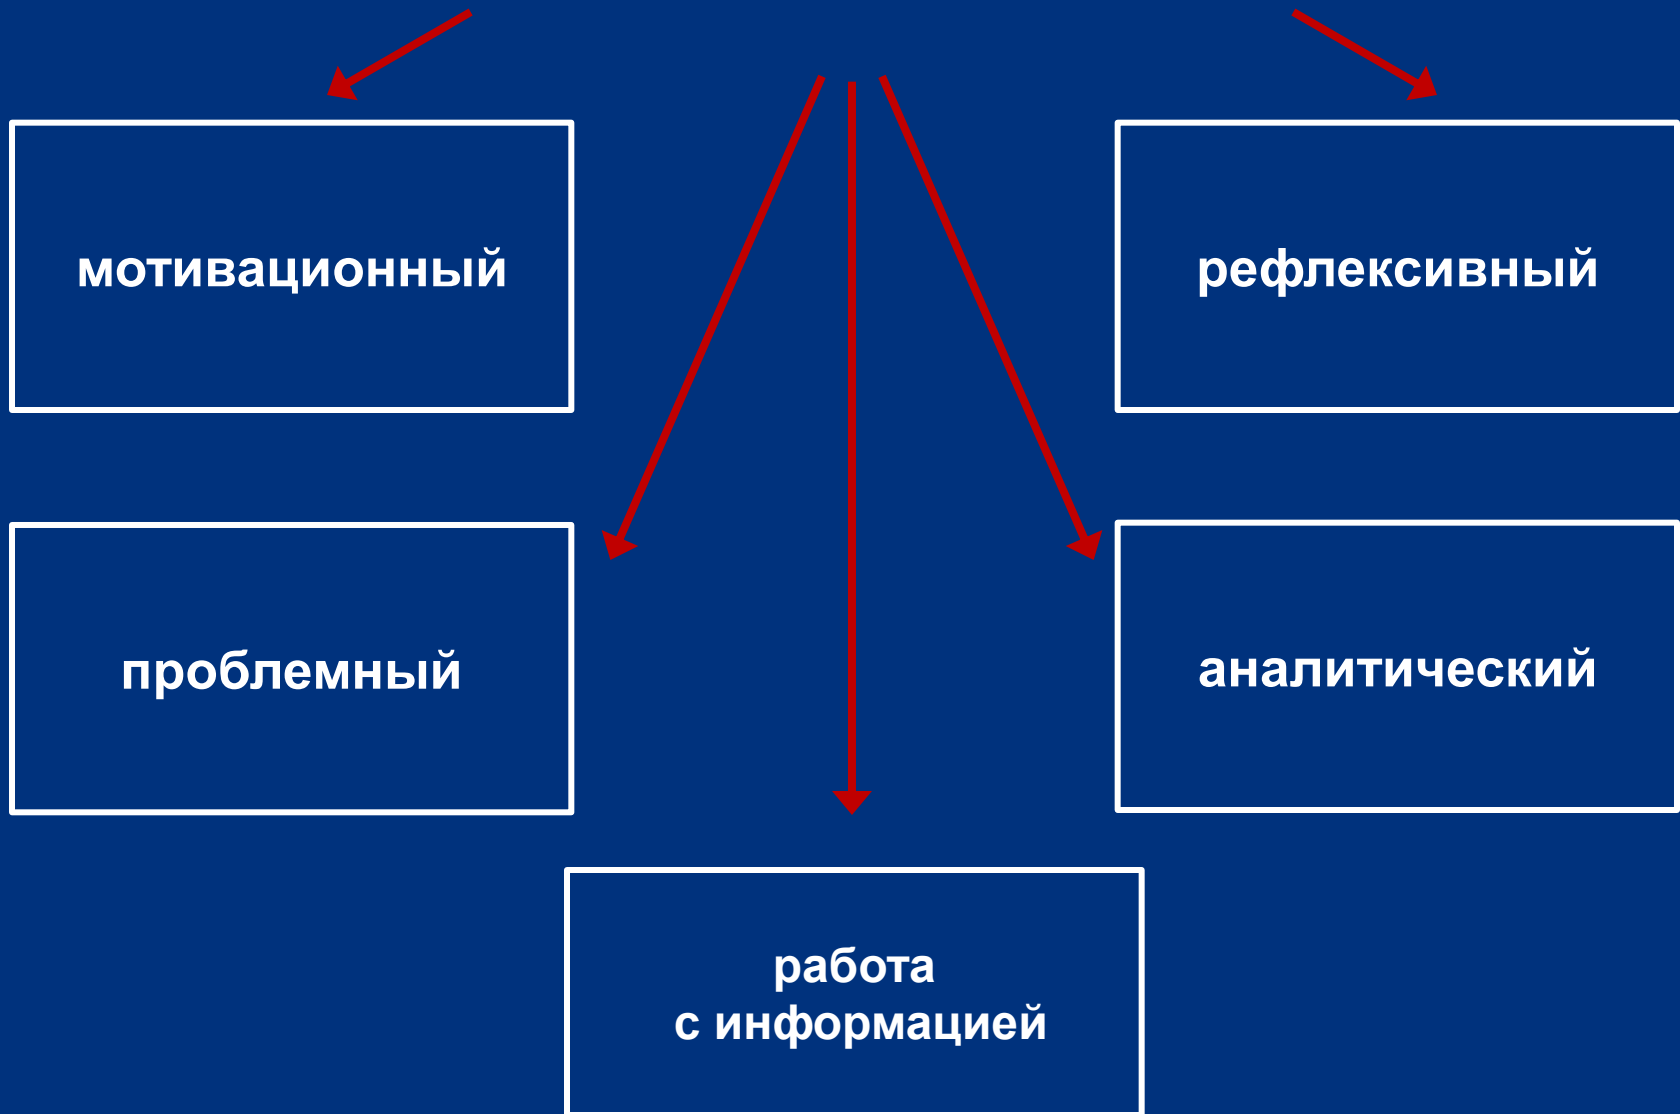 мотивационный
рефлексивный
проблемный
аналитический
работа
с информацией